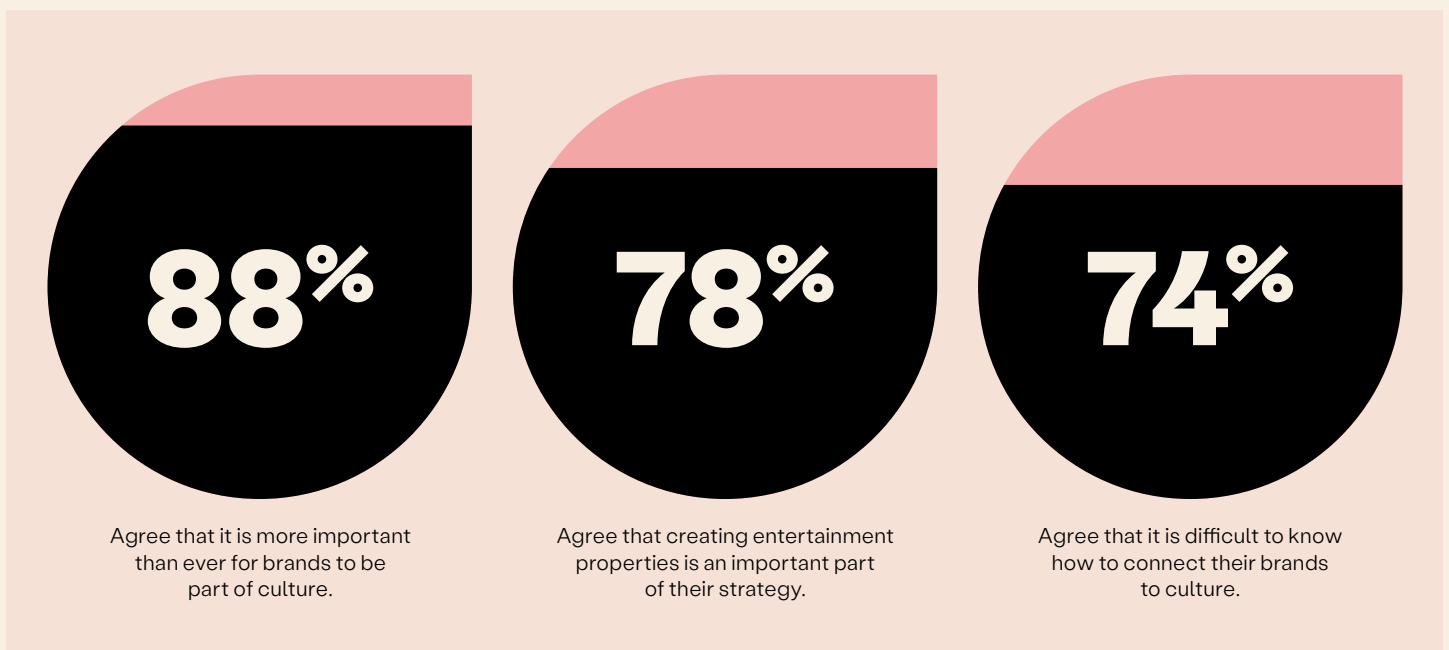 88%
Agree that it is more important
than ever for brands to be
part of culture.
78%
Agree that creating entertainment
properties is an important part
of their strategy.
74%
Agree that it is difficult to know
how to connect their brands
to culture.